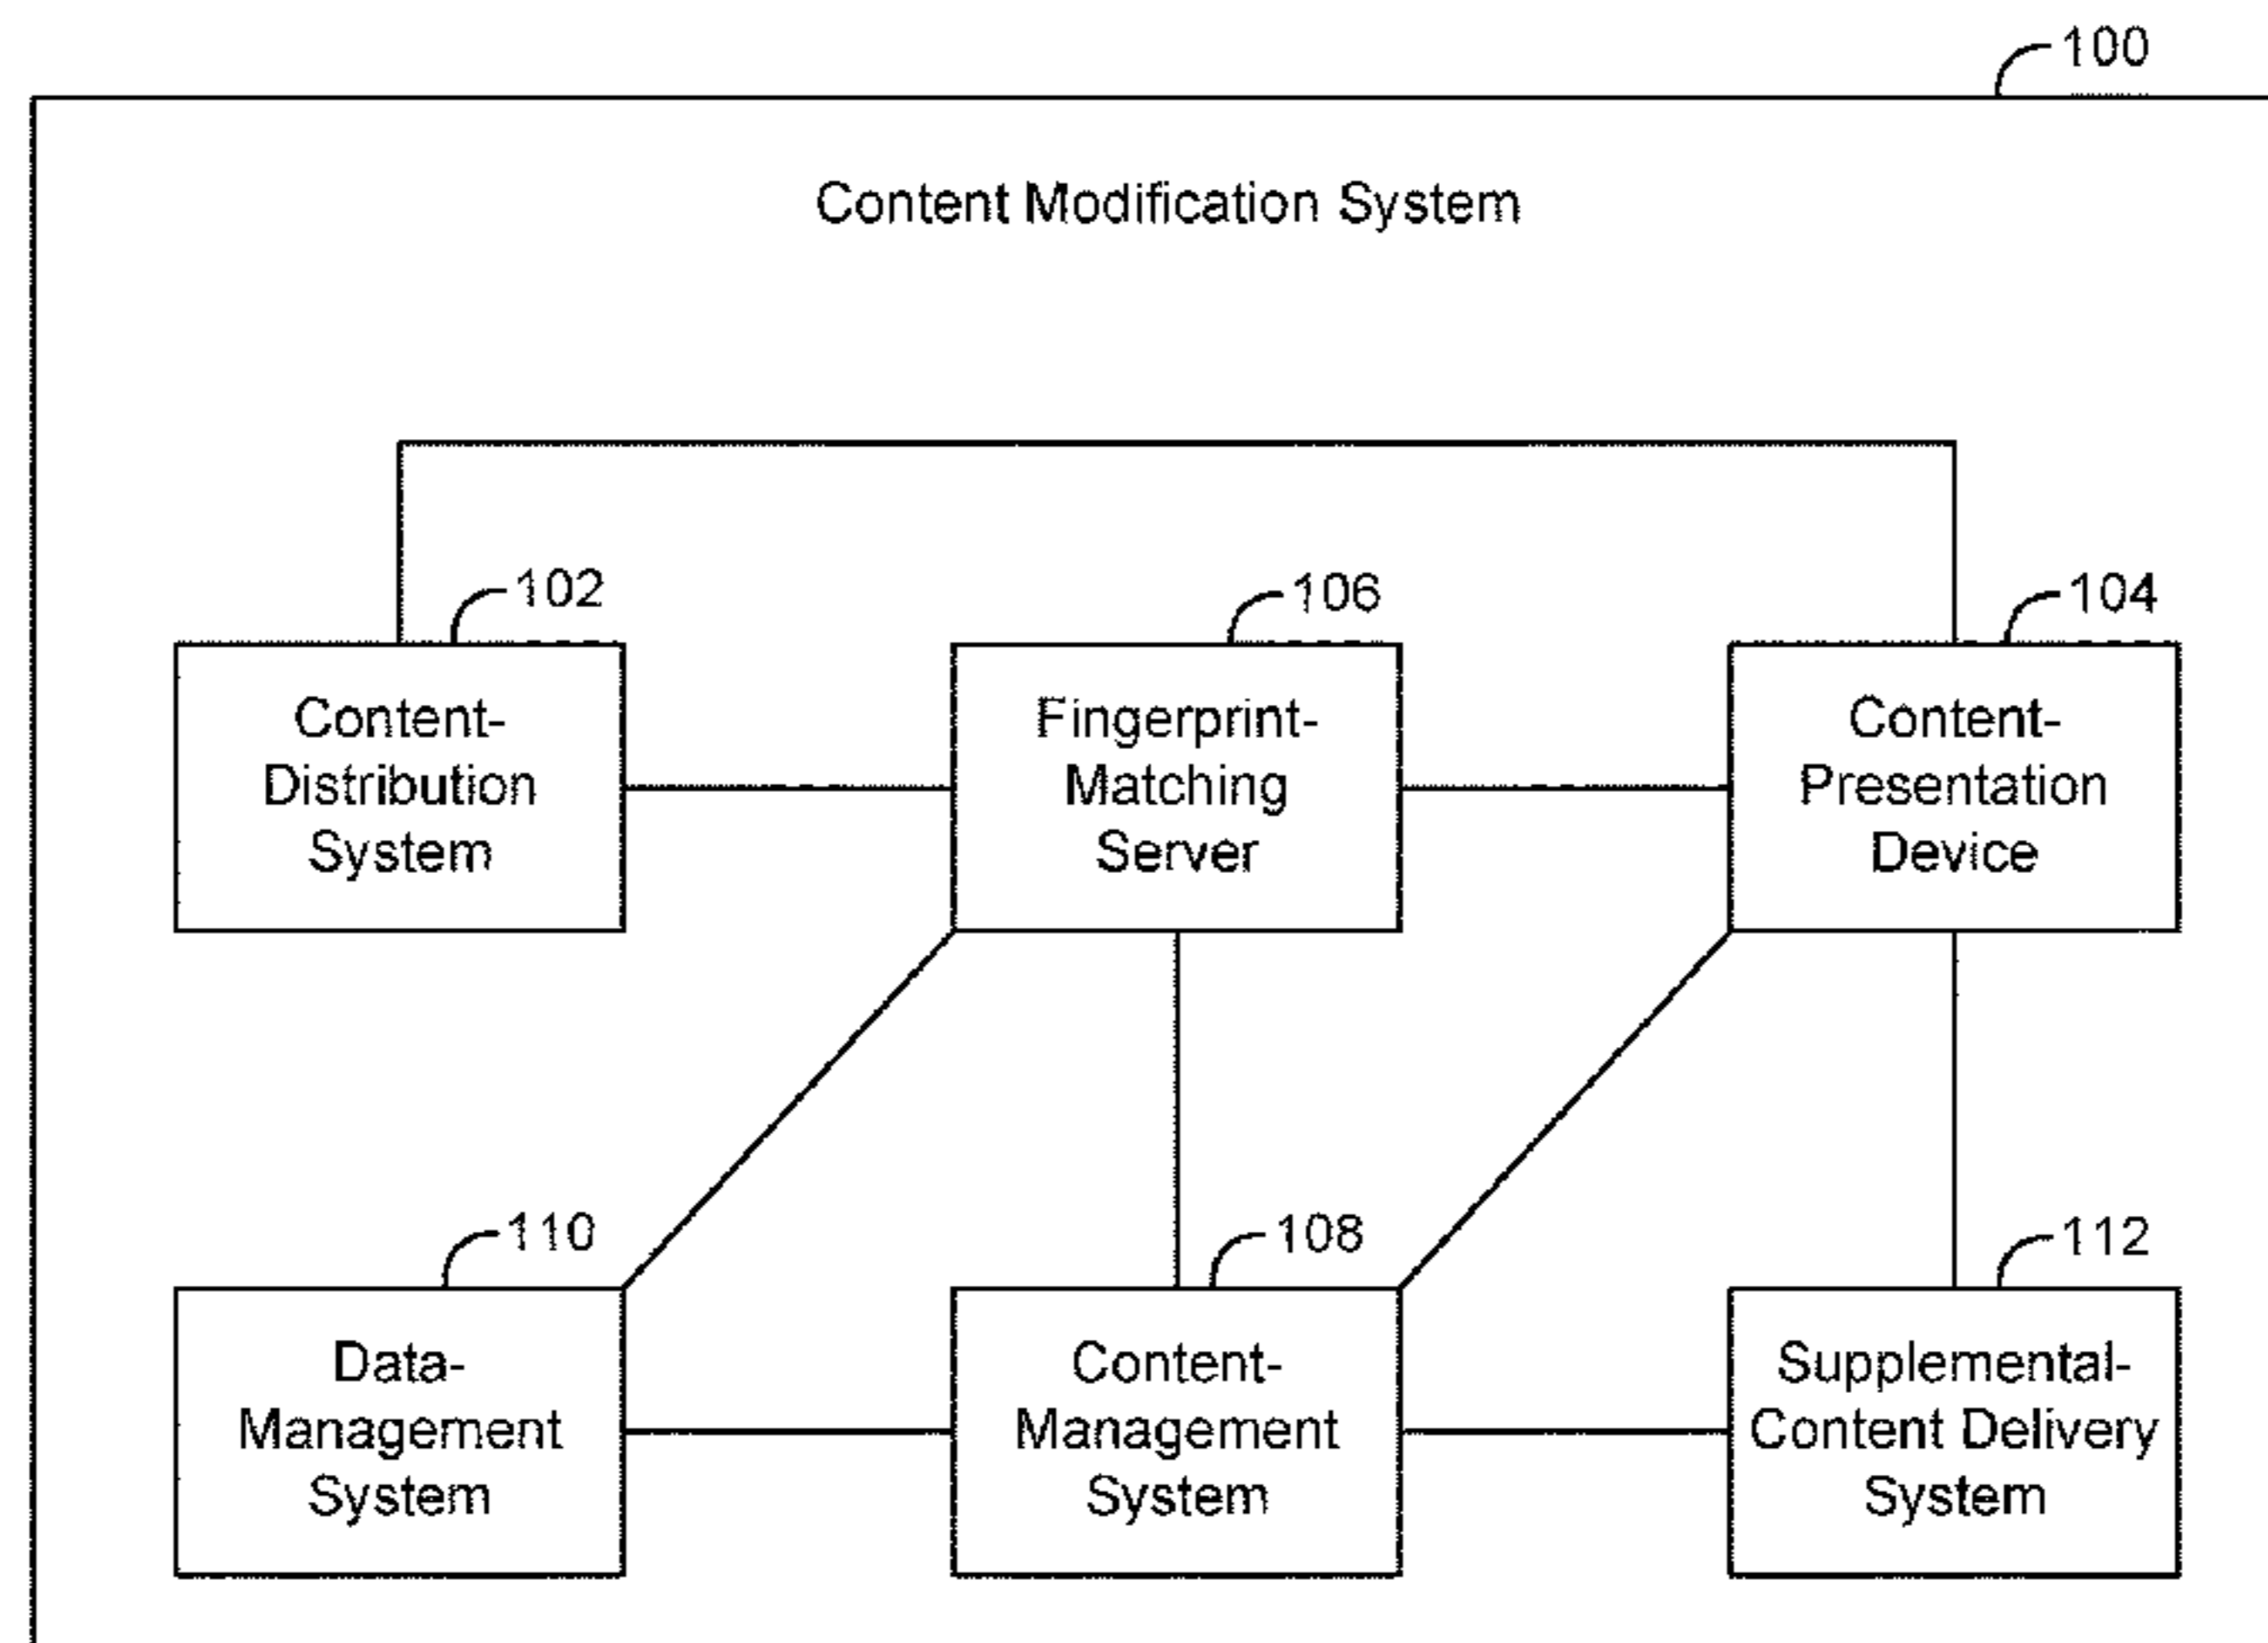 100
Content Modification System
102
106
104
Content-
Distribution
System
Fingerprint-
Matching
Server
Content-
Presentation
Device
110
108
112
Data-
Management
System
Content-
Management
System
Supplemental-
Content Delivery
System